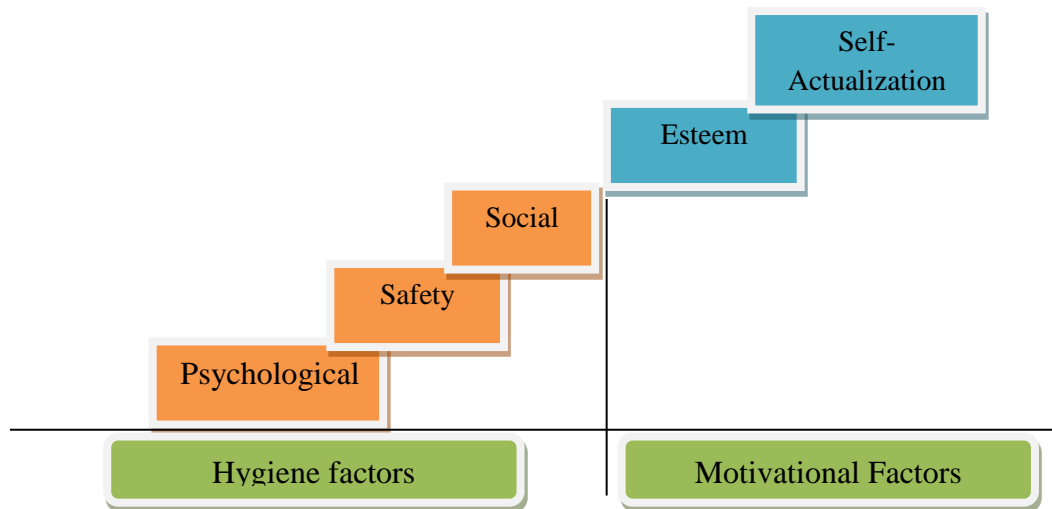 Self-
Actualization
Esteem
Social
Safety
Psychological
Hygiene factors
Motivational Factors